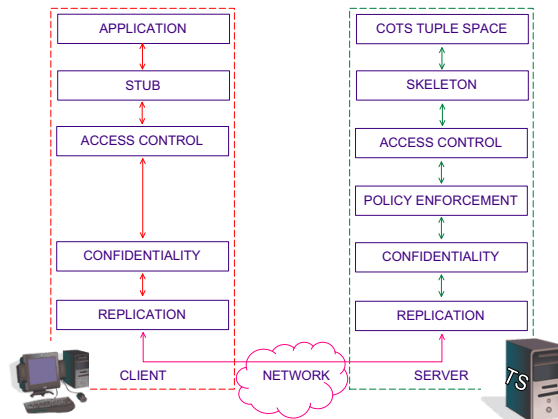 APPLICATION
STUB
ACCESS CONTROL
CONFIDENTIALITY
REPLICATION
CLIENT
COTS TUPLE SPACE
SKELETON
ACCESS CONTROL
POLICY ENFORCEMENT
CONFIDENTIALITY
REPLICATION
SERVER
NETWORK
TS